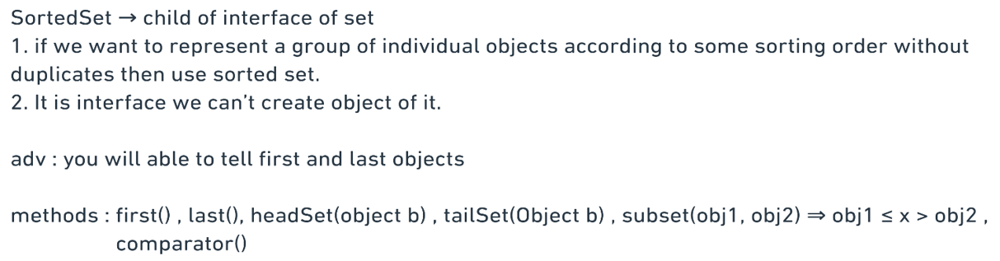 SortedSet → child of interface of set
1. if we want to represent a group of individual objects according to some sorting order without
duplicates then use sorted set.
2. It is interface we can't create object of it.
adv : you will able to tell first and last objects
methods : first() , last(), headSet(object b) , tailSet(Object b) , subset(obj1, obj2) ⇒ obj1 ≤ x > obj2 ,
comparator()